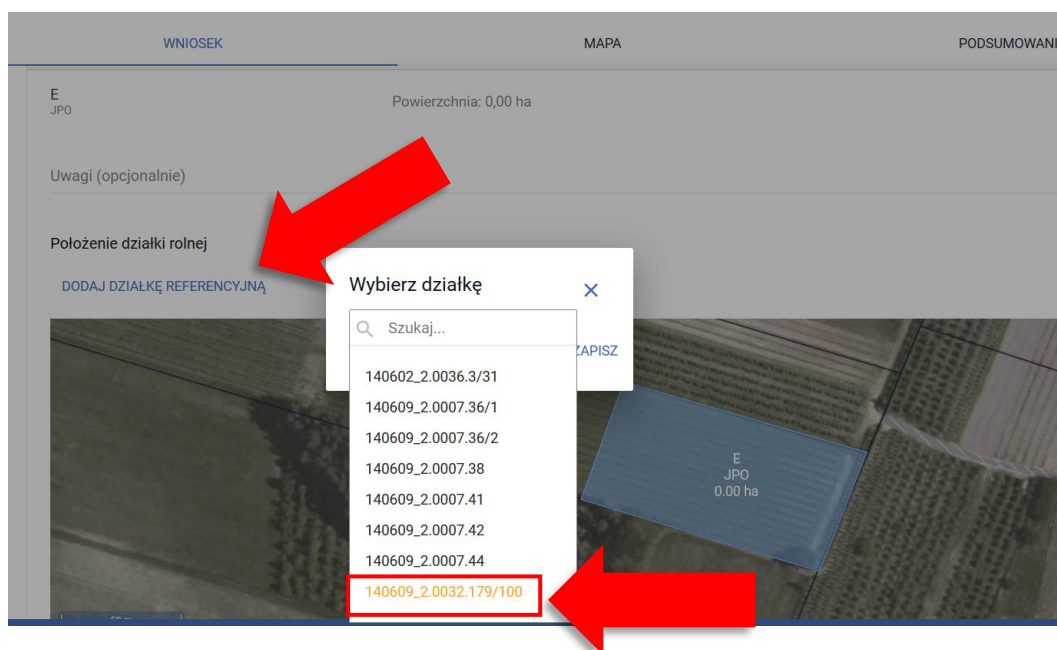 WNIOSEK MAPA PODSUMOWANI
E
JPO
Powierzchnia: 0,00 ha
Uwagi (opcjonalnie)
Położenie działki rolnej
DODAJ DZIAŁKĘ REFERENCYJNĄ
Wybierz działkę
Szukaj...
ZAPISZ
140602_2.0036.3/31
140609_2.0007.36/1
140609_2.0007.36/2
140609_2.0007.38
140609_2.0007.41
140609_2.0007.42
140609_2.0007.44
140609_2.0032.179/100
E
JPO
0.00 ha